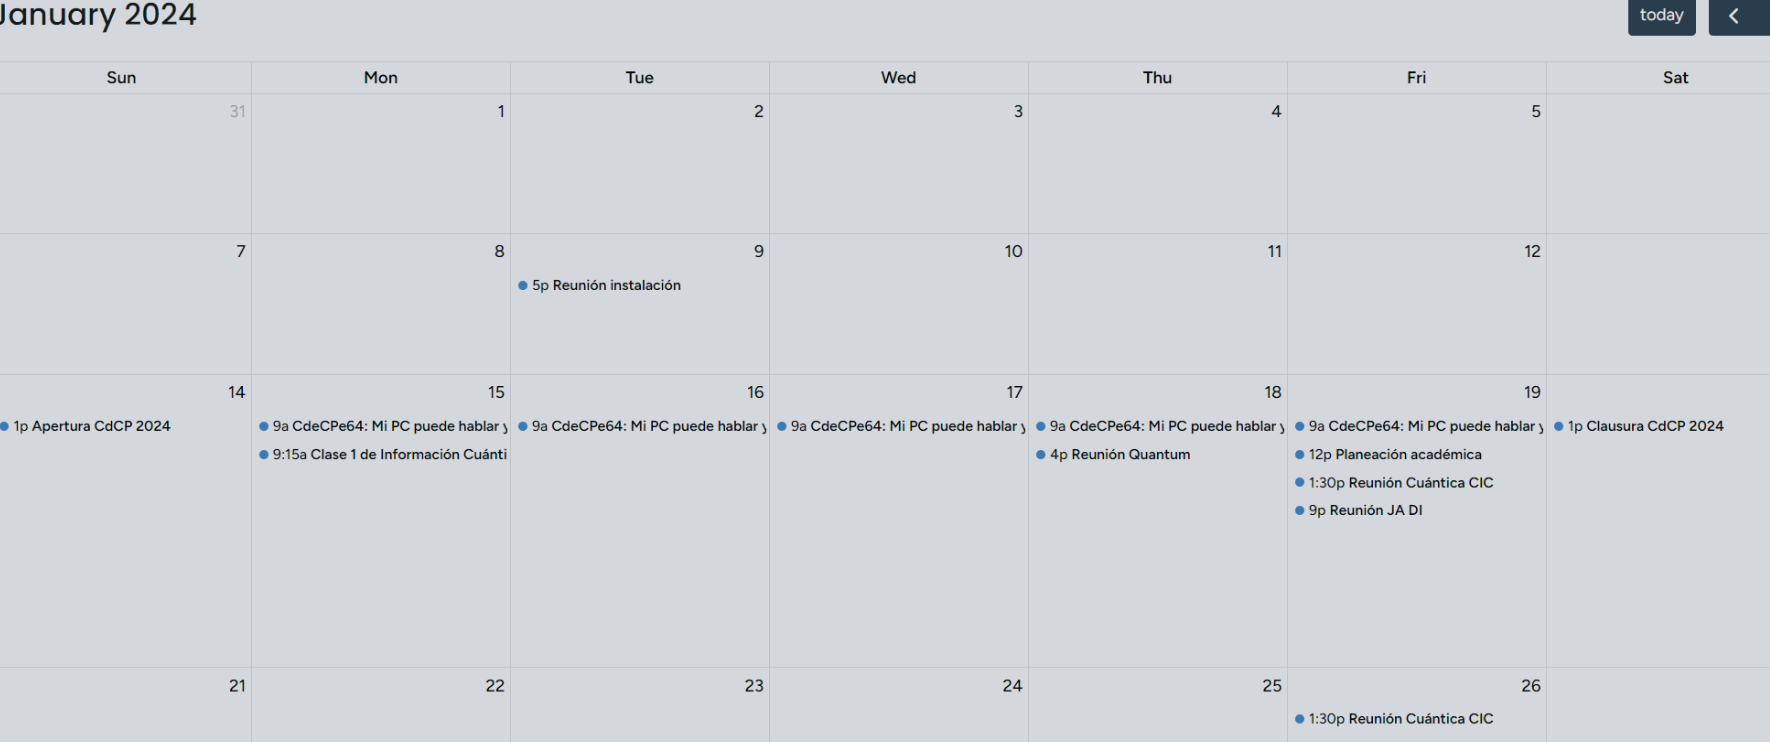 January 2024
today
Sun Mon Tue Wed Thu Fri Sat
31 1 2 3 4 5
7 8 9 10 11 12
5p Reunión instalación
14 15 16 17 18 19
1p Apertura CdCP 2024
9a CdeCPe64: Mi PC puede hablar y
9:15a Clase 1 de Información Cuánti
9a CdeCPe64: Mi PC puede hablar y
9a CdeCPe64: Mi PC puede hablar y
9a CdeCPe64: Mi PC puede hablar y
4p Reunión Quantum
9a CdeCPe64: Mi PC puede hablar y
12p Planeación académica
1:30p Reunión Cuántica CIC
9p Reunión JA DI
1p Clausura CdCP 2024
21 22 23 24 25 26
1:30p Reunión Cuántica CIC